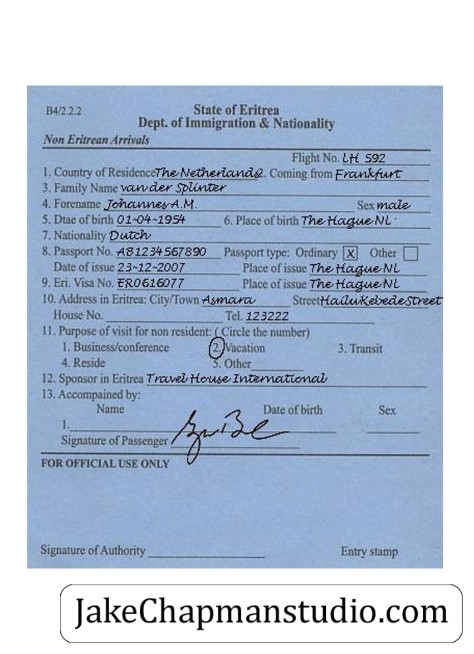 B4/2.2.2 State of Eritrea
Dept. of Immigration & Nationality
Non Eritrean Arrivals
Flight No. LH 592
1. Country of Residence The Netherlands 2. Coming from Frankfurt
3. Family Name van der Splinter
4. Forename Johannes A.M. Sex male
5. Dtae of birth 01-04-1954 6. Place of birth The Hague NL
7. Nationality Dutch
8. Passport No. AB1234567890 Passport type: Ordinary X Other
Date of issue 23-12-2007 Place of issue The Hague NL
9. Eri. Visa No. ER0616077 Place of issue The Hague NL
10. Address in Eritrea: City/Town Asmara Street Hailu Kebede Street
House No. Tel. 123222
11. Purpose of visit for non resident: ( Circle the number)
1. Business/conference 2. Vacation 3. Transit
4. Reside 5. Other
12. Sponsor in Eritrea Travel House International
13. Accompained by:
Name Date of birth Sex
1.
Signature of Passenger
FOR OFFICIAL USE ONLY
Signature of Authority Entry stamp
JakeChapmanstudio.com